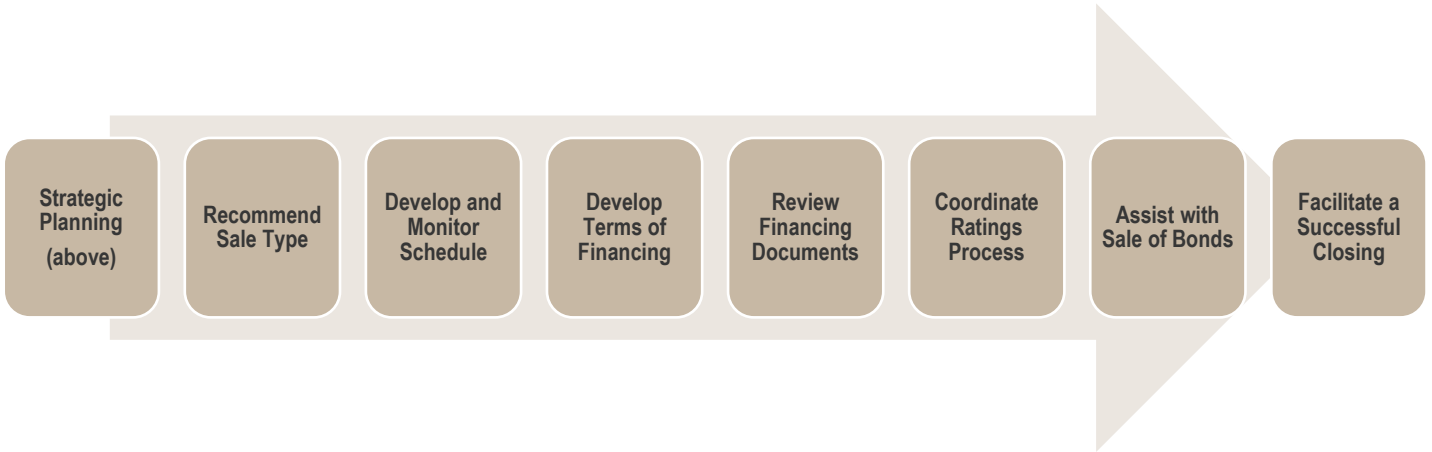 Strategic
Planning
(above)
Recommend
Sale Type
Develop and
Monitor
Schedule
Develop
Terms of
Financing
Review
Financing
Documents
Coordinate
Ratings
Process
Assist with
Sale of Bonds
Facilitate a
Successful
Closing